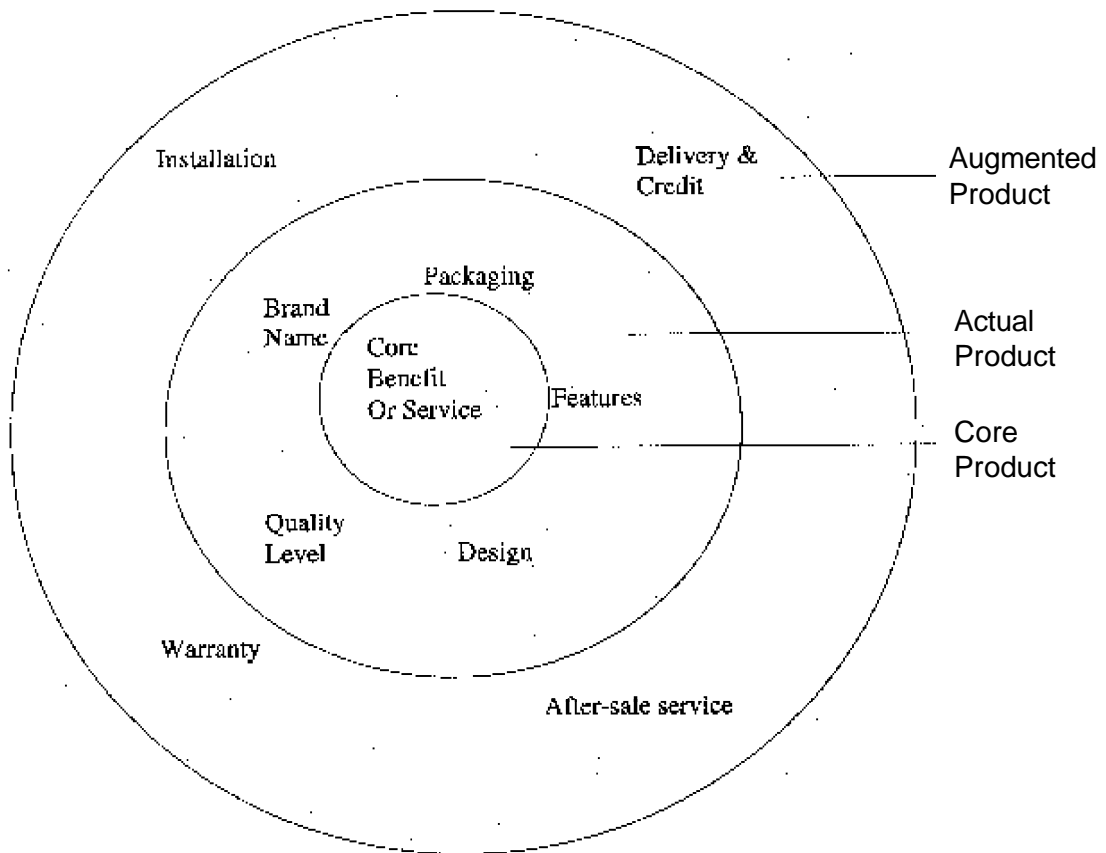 Installation
Delivery &
Credit
Augmented
Product
Packaging
Brand
Name
Actual
Product
Core
Benefit
Or Service
Features
Core
Product
Quality
Level
Design
Warranty
After-sale service